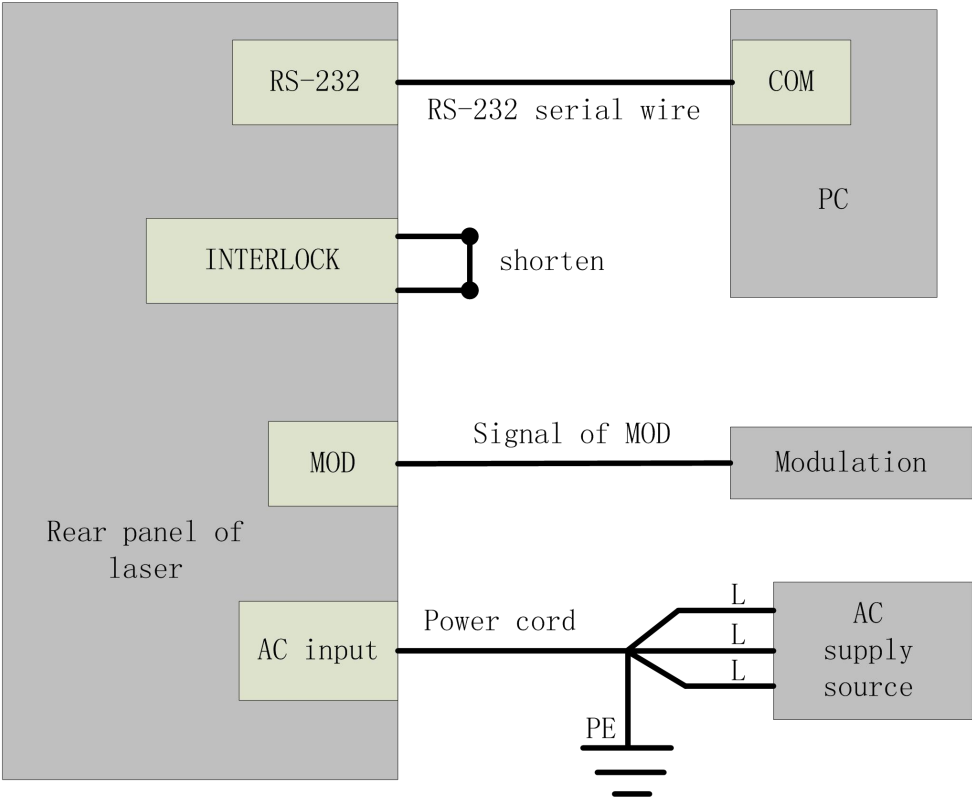 RS-232
COM
RS-232 serial wire
PC
INTERLOCK
shorten
Signal of MOD
MOD
Modulation
Rear panel of
laser
Power cord
AC input
L
L
L
AC
supply
source
PE